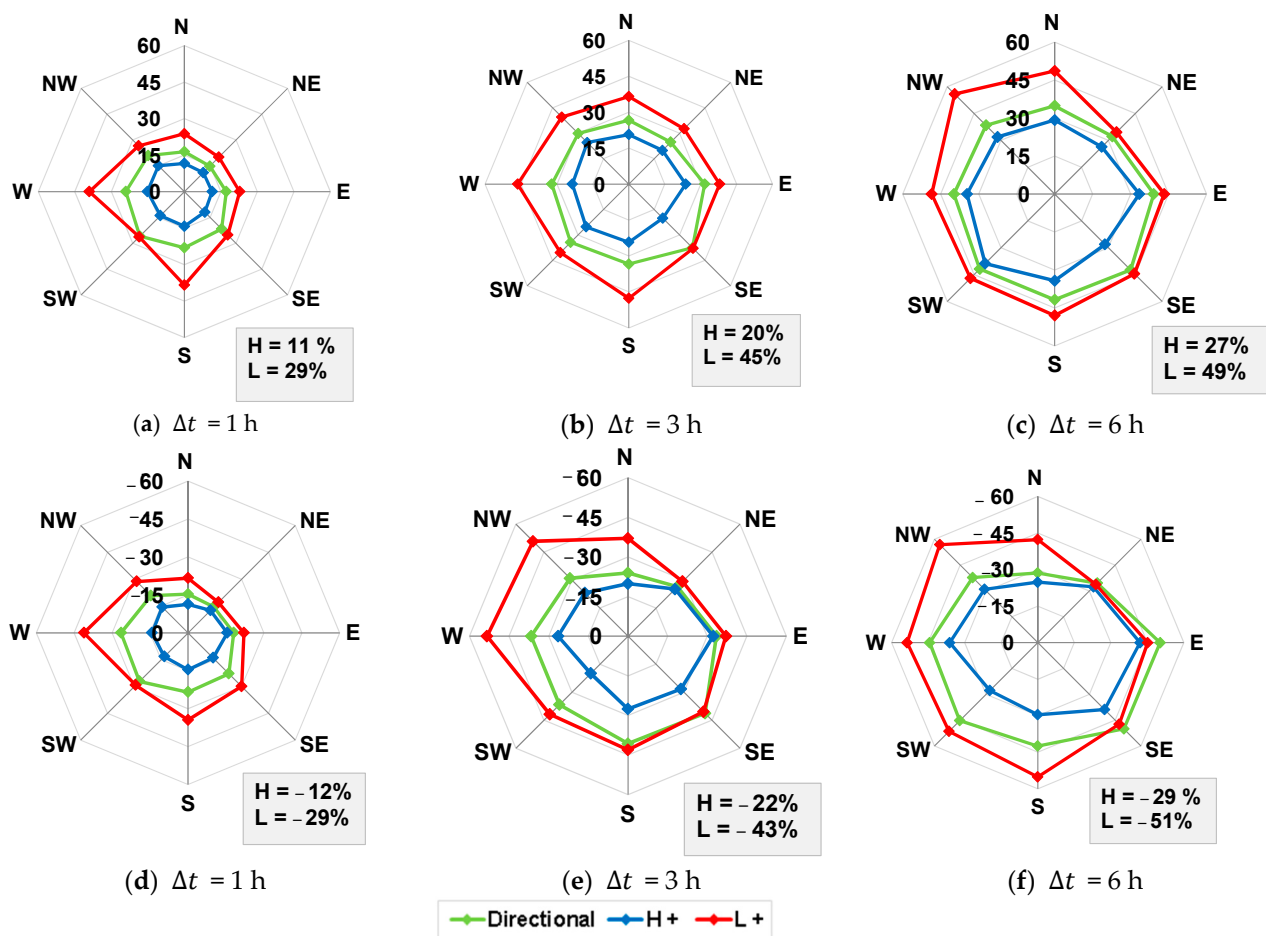 N
60
NW
NE
45
30
15
W
0
E
SW
SE
S
H = 11 %
L = 29%
(a) Δt = 1 h
N
60
NW
NE
45
30
15
W
0
E
SW
SE
S
H = 20%
L = 45%
(b) Δt = 3 h
N
60
NW
NE
45
30
15
W
0
E
SW
SE
S
H = 27%
L = 49%
(c) Δt = 6 h
N
– 60
NW
NE
– 45
– 30
– 15
W
0
E
SW
SE
S
H = – 12%
L = – 29%
(d) Δt = 1 h
N
– 60
NW
NE
– 45
– 30
– 15
W
0
E
SW
SE
S
H = – 22%
L = – 43%
(e) Δt = 3 h
N
– 60
NW
NE
– 45
– 30
– 15
W
0
E
SW
SE
S
H = – 29 %
L = – 51%
(f) Δt = 6 h
Directional H + L +